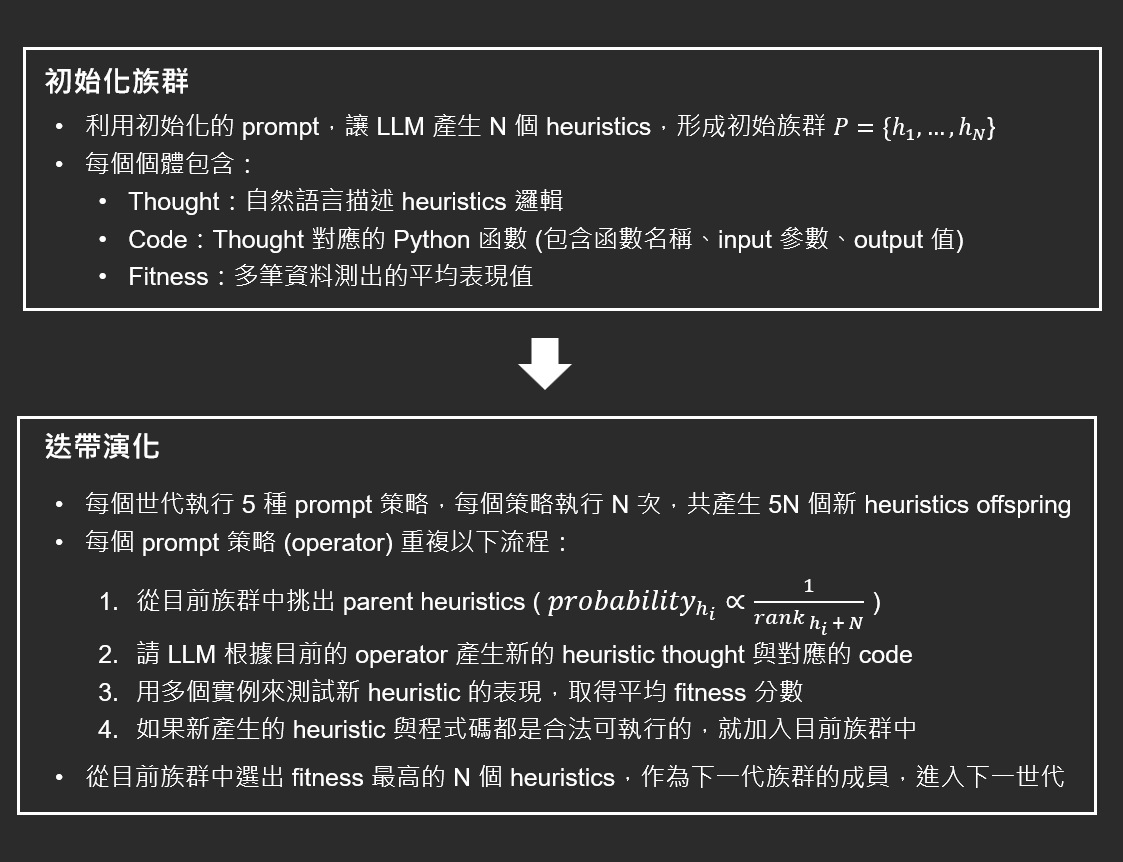 初始化族群
• 利用初始化的 prompt，讓 LLM 產生 N 個 heuristics，形成初始族群 𝑃 = {ℎ₁, … , ℎ_𝑁}
• 每個個體包含：
• Thought：自然語言描述 heuristics 邏輯
• Code：Thought 對應的 Python 函數 (包含函數名稱、input 參數、output 值)
• Fitness：多筆資料測出的平均表現值
迭帶演化
• 每個世代執行 5 種 prompt 策略，每個策略執行 N 次，共產生 5N 個新 heuristics offspring
• 每個 prompt 策略 (operator) 重複以下流程：
1. 從目前族群中挑出 parent heuristics ( probability_{h_i} ∝ \frac{1}{rank_{h_i} + N} )
2. 請 LLM 根據目前的 operator 產生新的 heuristic thought 與對應的 code
3. 用多個實例來測試新 heuristic 的表現，取得平均 fitness 分數
4. 如果新產生的 heuristic 與程式碼都是合法可執行的，就加入目前族群中
• 從目前族群中選出 fitness 最高的 N 個 heuristics，作為下一代族群的成員，進入下一世代